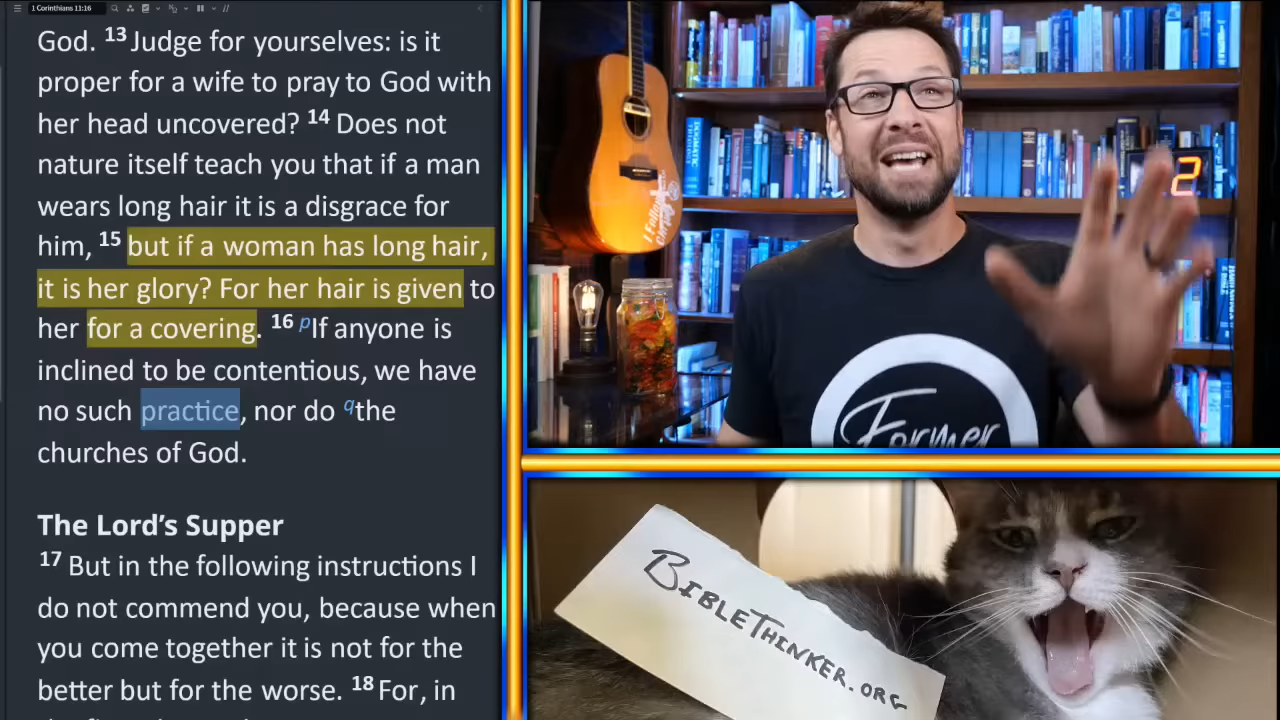 1 Corinthians 11:16
God. 13 Judge for yourselves: is it
proper for a wife to pray to God with
her head uncovered? 14 Does not
nature itself teach you that if a man
wears long hair it is a disgrace for
him, 15 but if a woman has long hair,
it is her glory? For her hair is given to
her for a covering. 16 pIf anyone is
inclined to be contentious, we have
no such practice, nor do qthe
churches of God.
The Lord's Supper
17 But in the following instructions I
do not commend you, because when
you come together it is not for the
better but for the worse. 18 For, in
2
Former
BIBLETHINKER.ORG